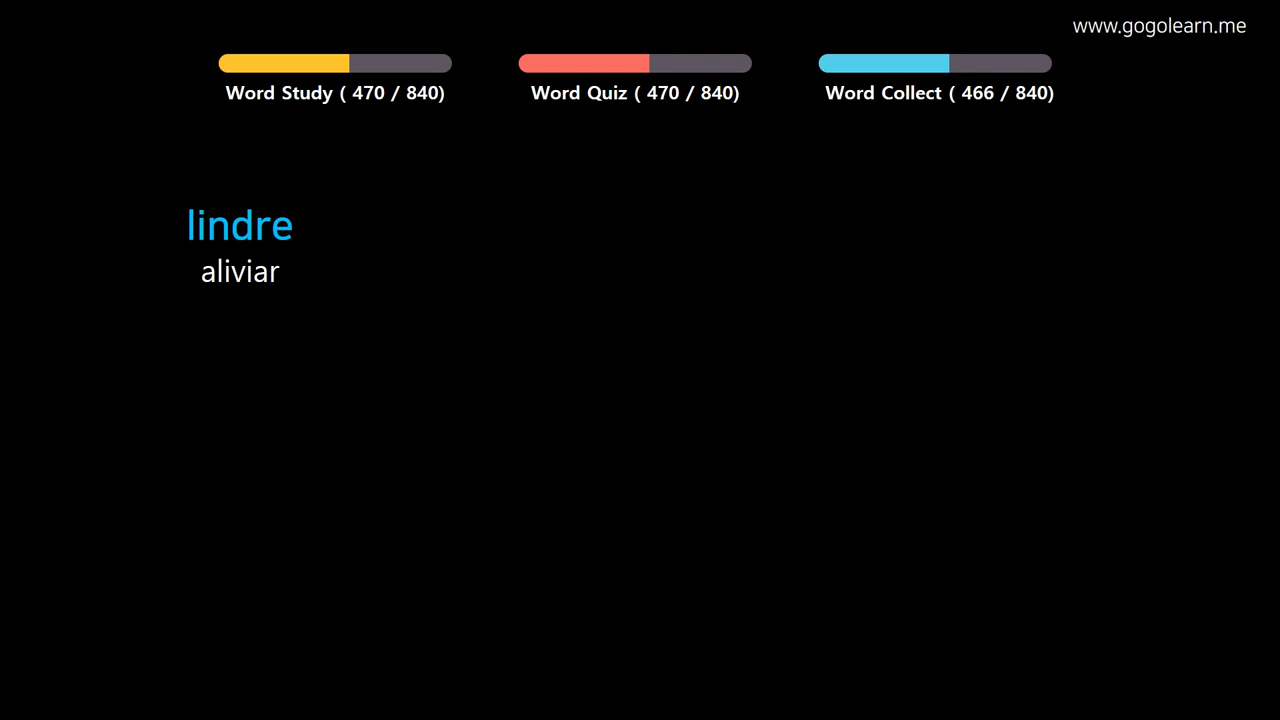 www.gogolearn.me
Word Study ( 470 / 840)
Word Quiz ( 470 / 840)
Word Collect ( 466 / 840)
lindre
aliviar